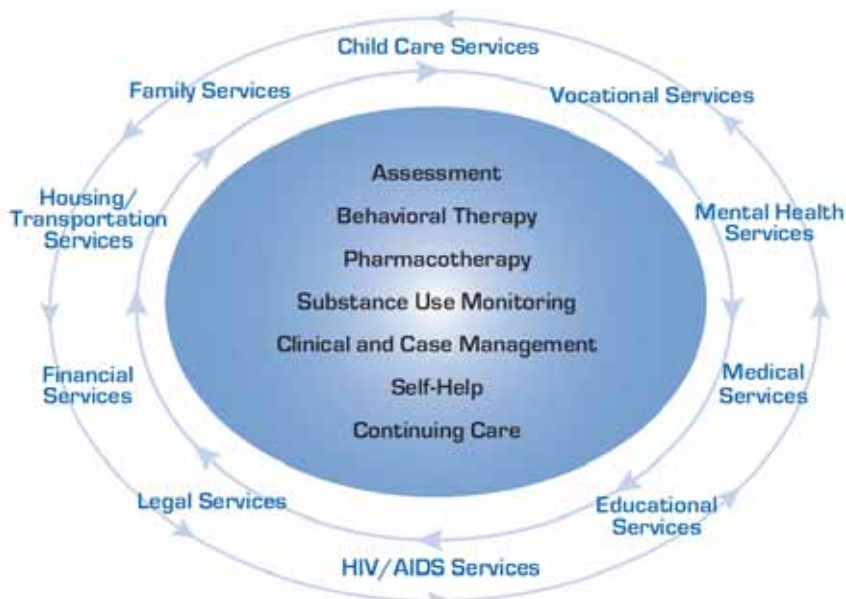 Child Care Services
Family Services
Vocational Services
Housing/
Transportation
Services
Mental Health
Services
Assessment
Behavioral Therapy
Pharmacotherapy
Substance Use Monitoring
Clinical and Case Management
Self-Help
Continuing Care
Financial
Services
Medical
Services
Legal Services
Educational
Services
HIV/AIDS Services